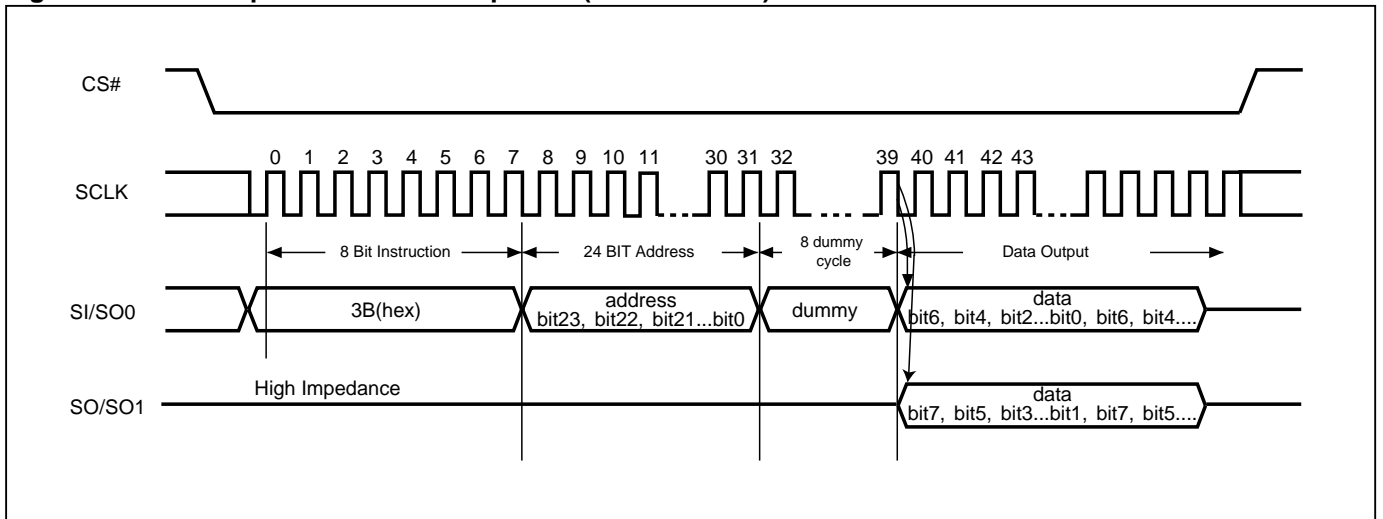 CS#
0 1 2 3 4 5 6 7 8 9 10 11 30 31 32 39 40 41 42 43
SCLK
8 Bit Instruction 24 BIT Address 8 dummy Data Output
cycle
SI/SO0 3B(hex) address dummy data
bit23, bit22, bit21...bit0 bit6, bit4, bit2...bit0, bit6, bit4....
High Impedance
SO/SO1 data
bit7, bit5, bit3...bit1, bit7, bit5....